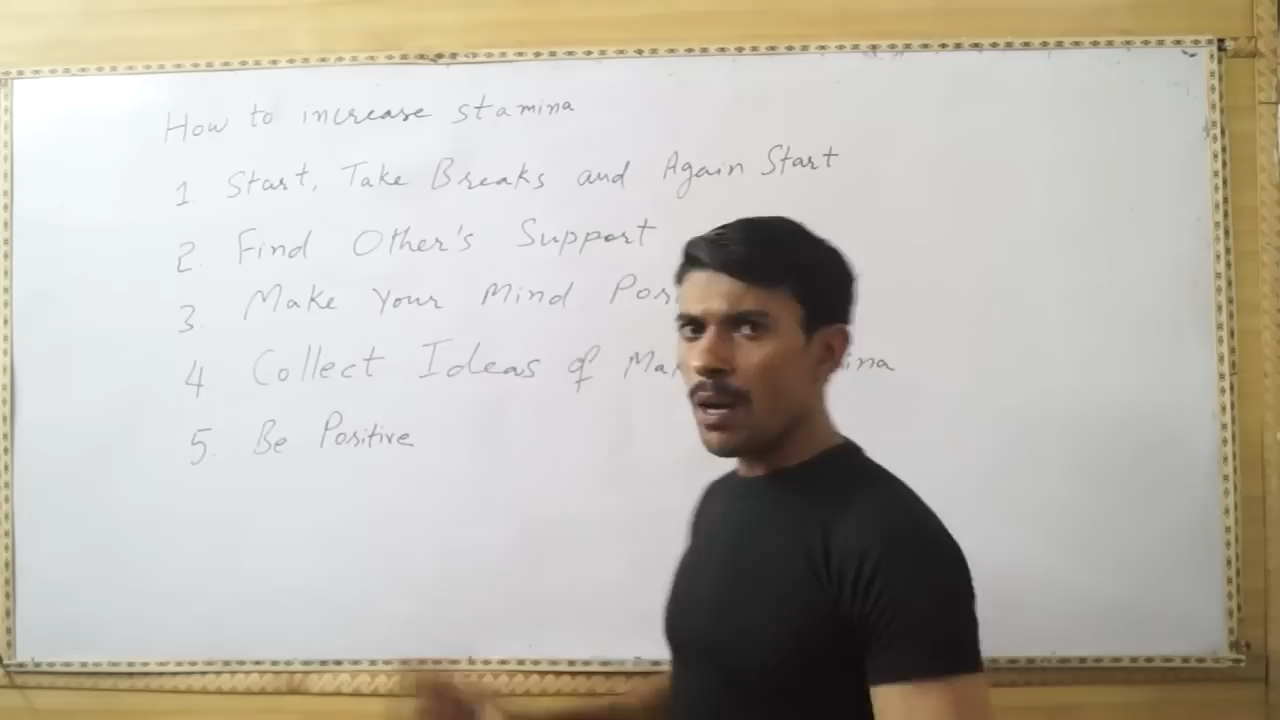 How to increase stamina
1. Start, Take Breaks and Again Start
2. Find Other's Support
3. Make Your Mind
4 Collect Ideas of
5. Be Positive